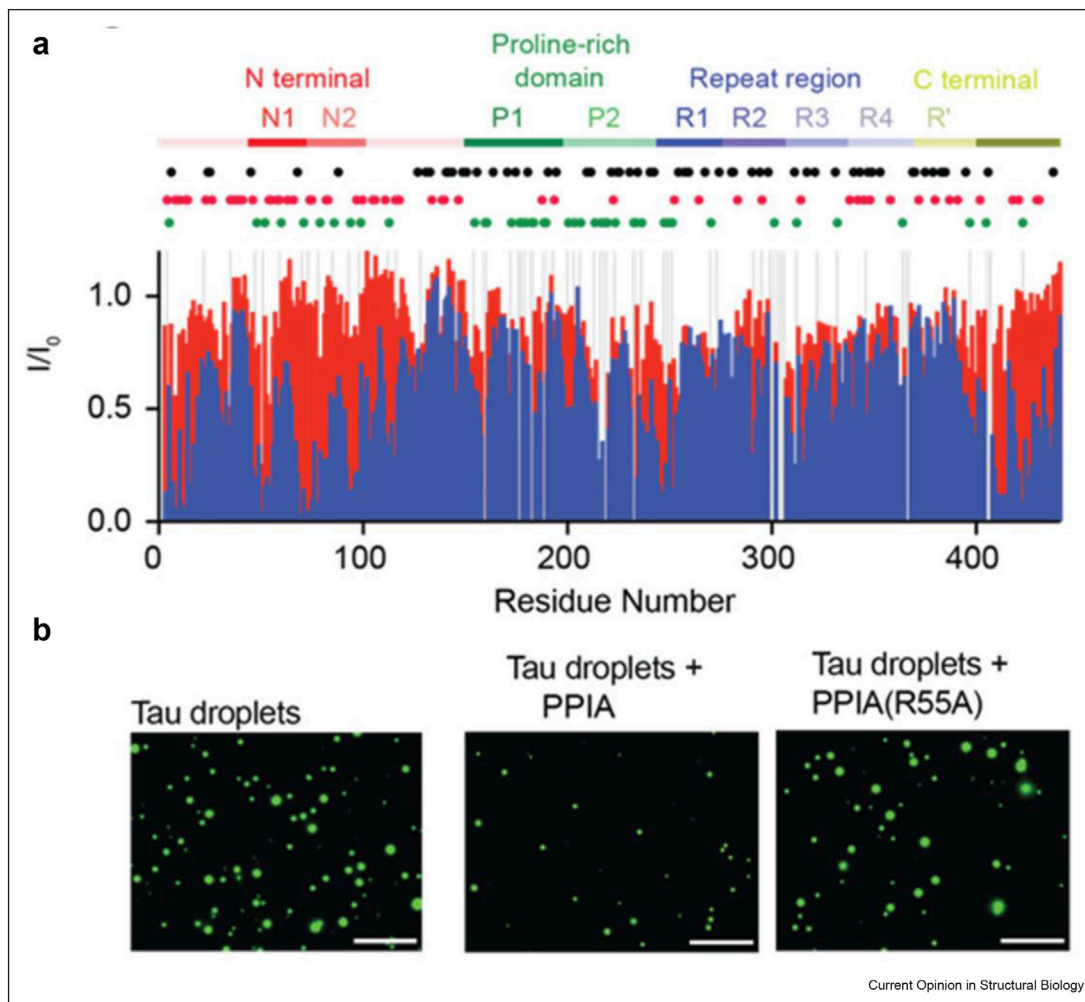 a
Proline-rich
domain
N terminal
Repeat region
C terminal
N1 N2 P1 P2 R1 R2 R3 R4 R'
1.0
0.5
0.0
I/I0
0 100 200 300 400
Residue Number
b
Tau droplets
Tau droplets +
PPIA
Tau droplets +
PPIA(R55A)
Current Opinion in Structural Biology